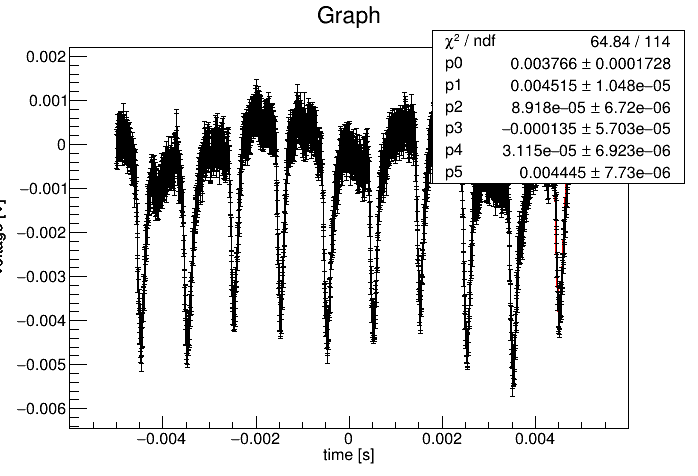 Graph
χ² / ndf 64.84 / 114
p0 0.003766 ± 0.0001728
p1 0.004515 ± 1.048e−05
p2 8.918e−05 ± 6.72e−06
p3 −0.000135 ± 5.703e−05
p4 3.115e−05 ± 6.923e−06
p5 0.004445 ± 7.73e−06
0.002
0.001
0
−0.001
−0.002
−0.003
−0.004
−0.005
−0.006
−0.004 −0.002 0 0.002 0.004
time [s]